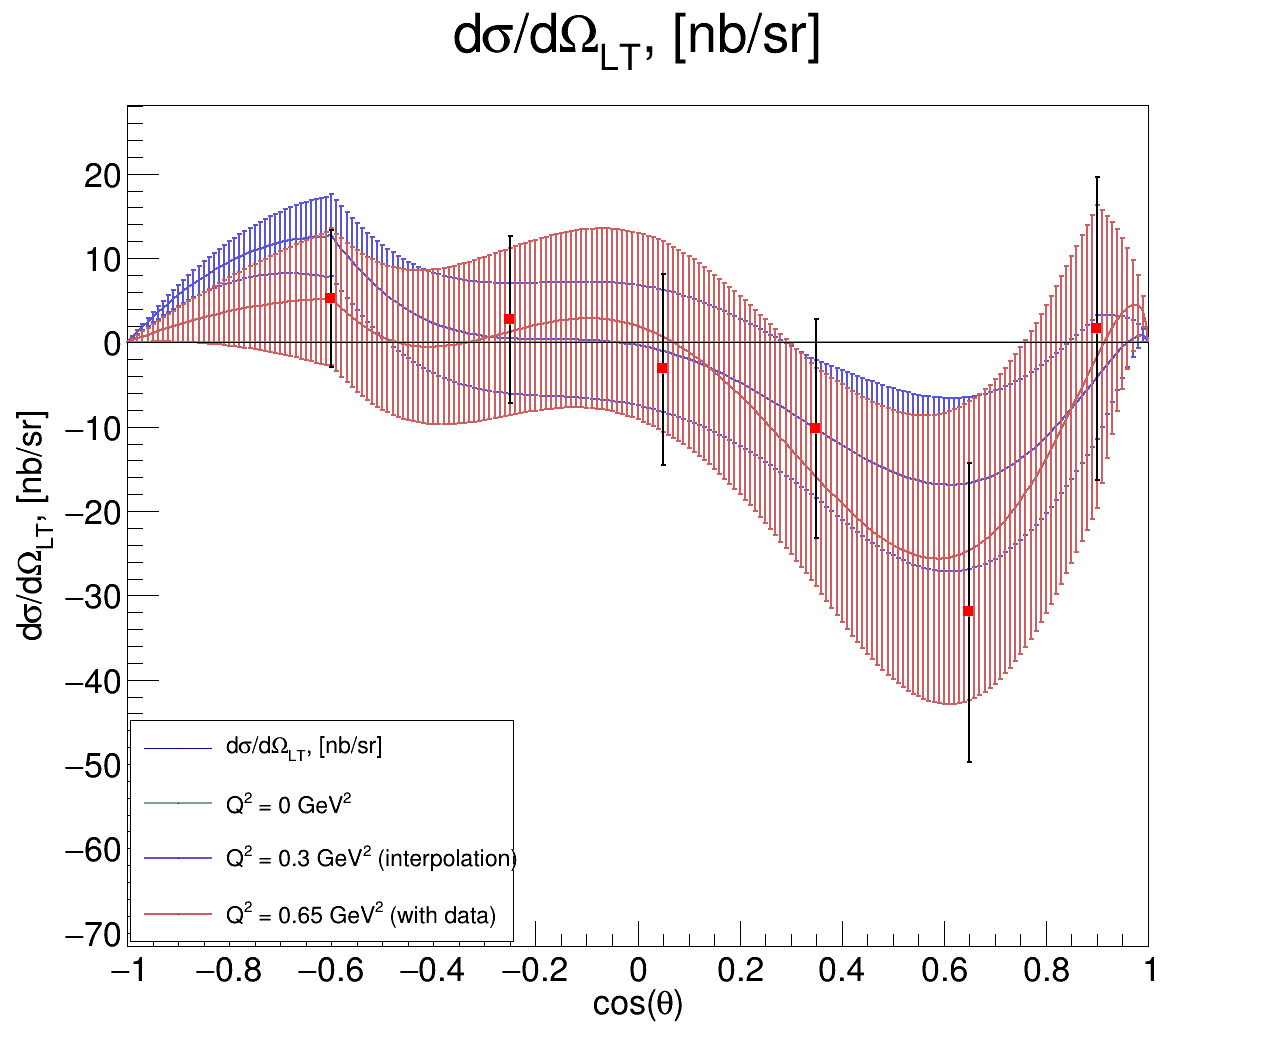 dσ/dΩ_LT, [nb/sr]
20
10
0
−10
−20
−30
−40
−50
−60
−70
dσ/dΩ_LT, [nb/sr]
dσ/dΩ_LT, [nb/sr]
Q² = 0 GeV²
Q² = 0.3 GeV² (interpolation)
Q² = 0.65 GeV² (with data)
−1 −0.8 −0.6 −0.4 −0.2 0 0.2 0.4 0.6 0.8 1
cos(θ)